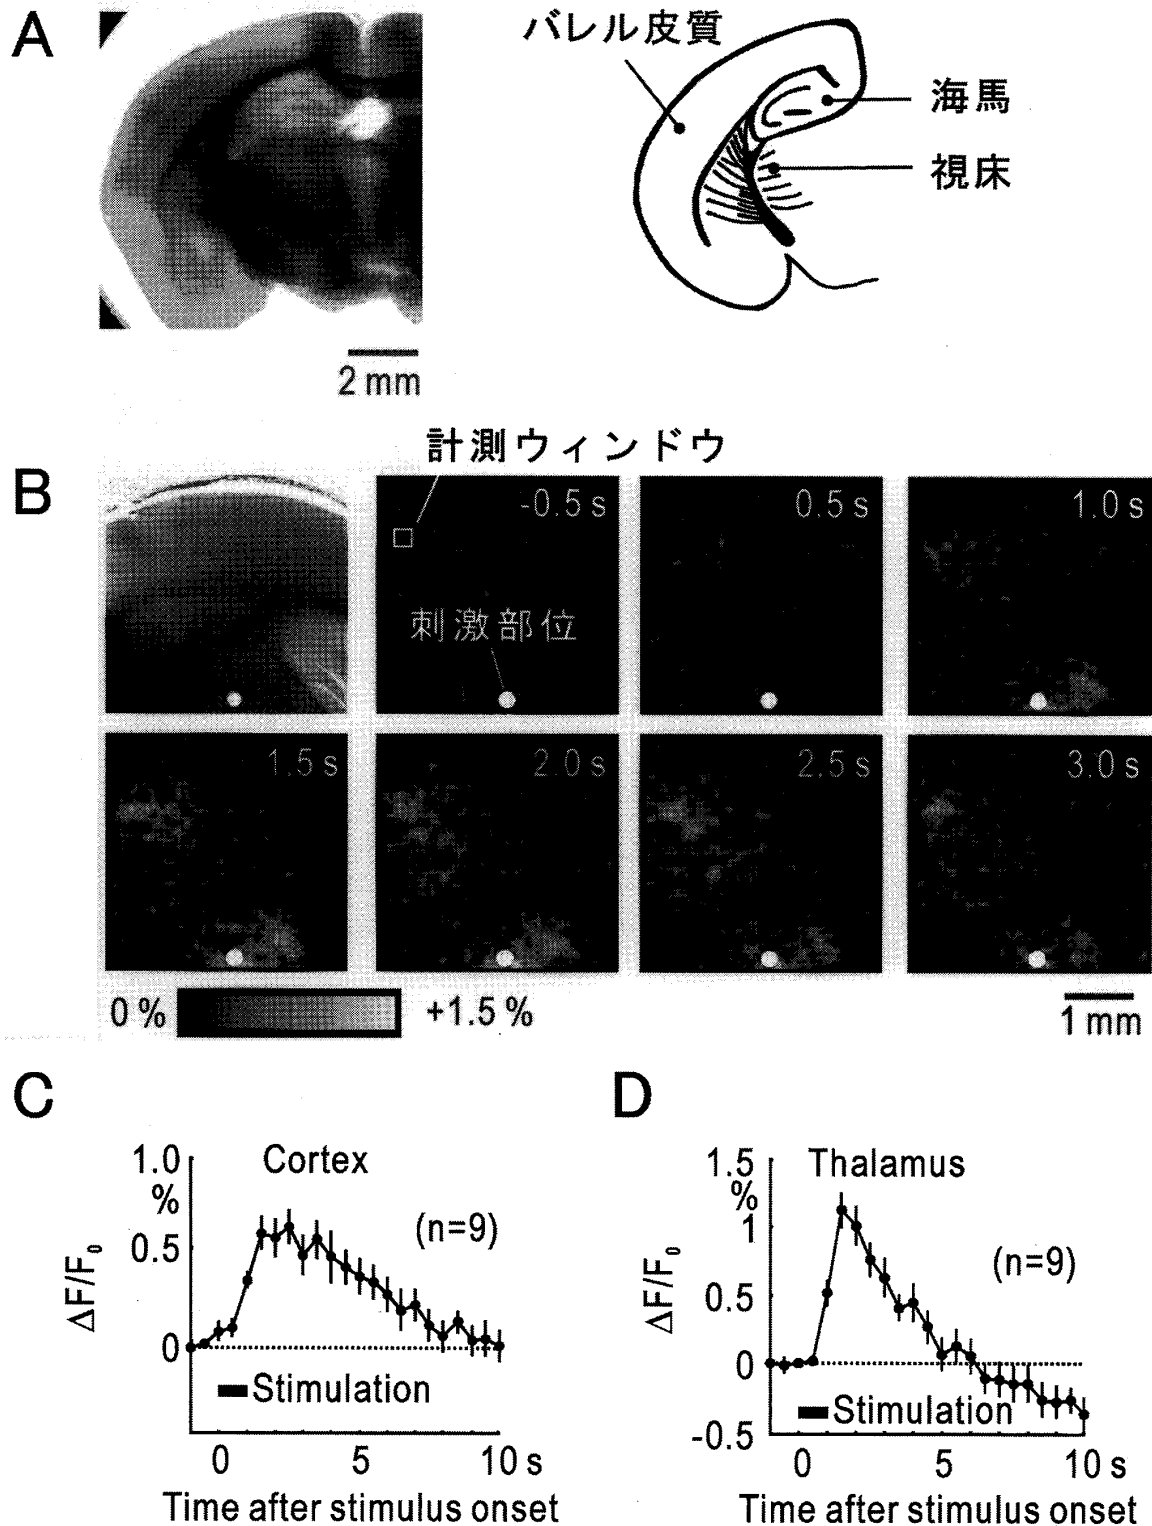 A
バレル皮質
海馬
視床
2 mm
計測ウィンドウ
B
-0.5 s
0.5 s
1.0 s
刺激部位
1.5 s
2.0 s
2.5 s
3.0 s
0 %
+1.5 %
1 mm
C
D
1.0
%
0.5
0
ΔF/F0
Cortex
(n=9)
Stimulation
0
5
10 s
Time after stimulus onset
1.5
%
1
0.5
0
-0.5
ΔF/F0
Thalamus
(n=9)
Stimulation
0
5
10 s
Time after stimulus onset